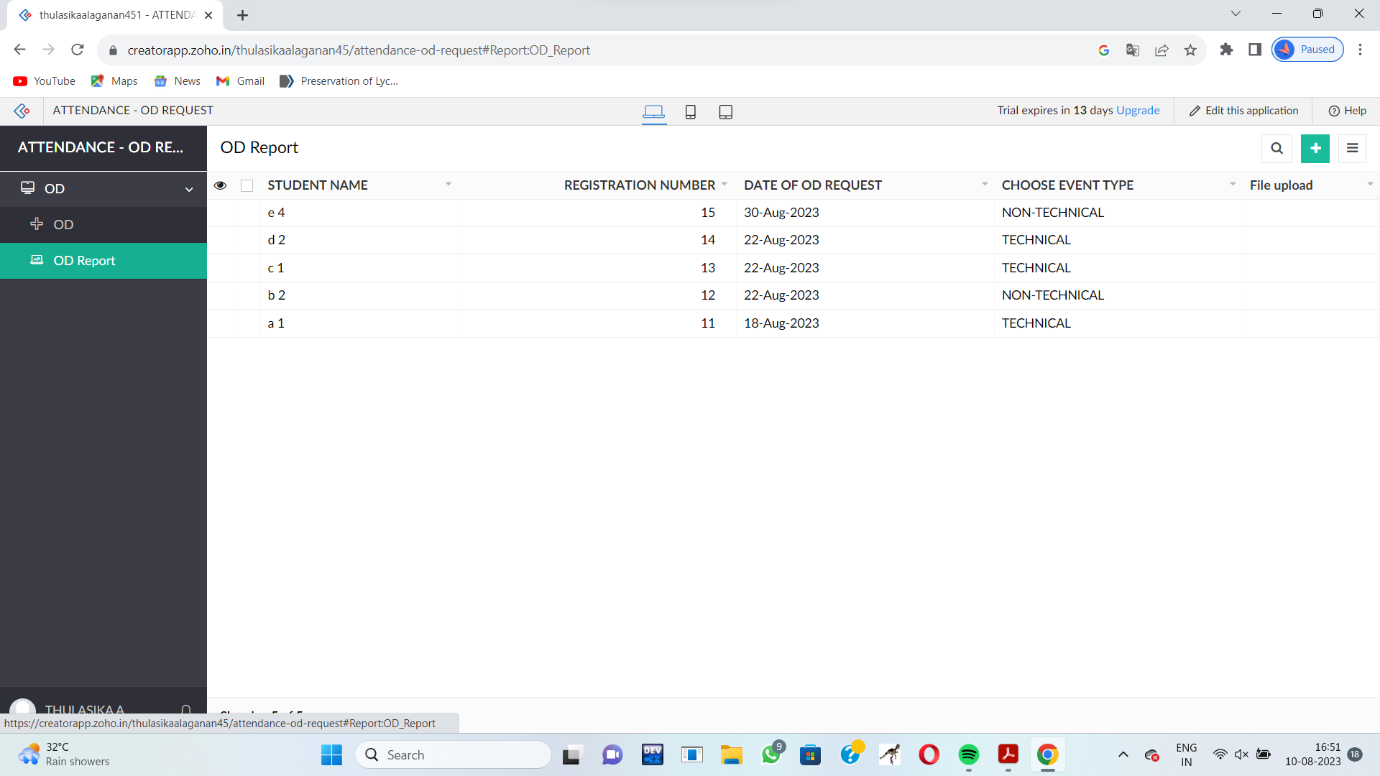 thulasikaalaganan451 - ATTENDA
creatorapp.zoho.in/thulasikaalaganan45/attendance-od-request#Report:OD_Report
Paused
YouTube Maps News Gmail Preservation of Lyc...
ATTENDANCE - OD REQUEST
Trial expires in 13 days Upgrade
Edit this application
Help
ATTENDANCE - OD RE...
OD
OD
OD Report
OD Report
STUDENT NAME REGISTRATION NUMBER DATE OF OD REQUEST CHOOSE EVENT TYPE File upload
e 4 15 30-Aug-2023 NON-TECHNICAL
d 2 14 22-Aug-2023 TECHNICAL
c 1 13 22-Aug-2023 TECHNICAL
b 2 12 22-Aug-2023 NON-TECHNICAL
a 1 11 18-Aug-2023 TECHNICAL
THULASIKA A
https://creatorapp.zoho.in/thulasikaalaganan45/attendance-od-request#Report:OD_Report
32°C
Rain showers
Search
DEV
9
ENG
IN
16:51
10-08-2023
18